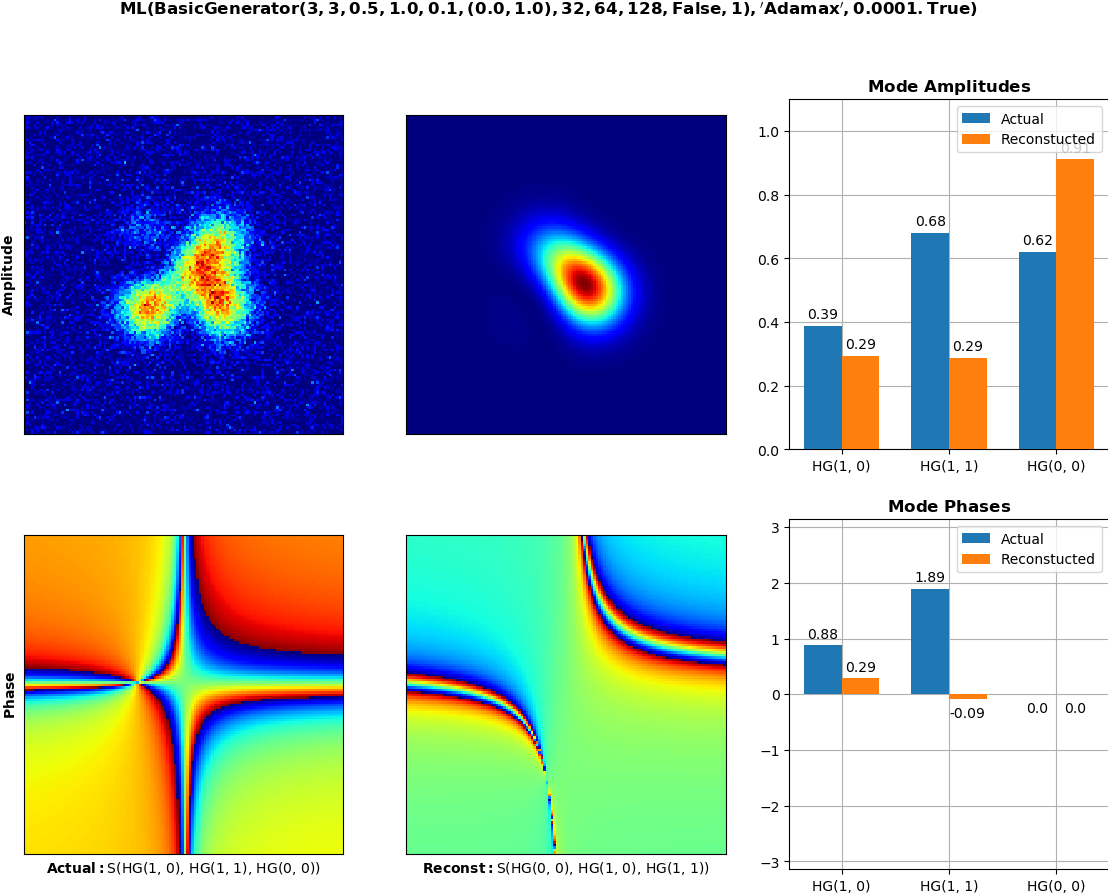 ML(BasicGenerator(3, 3, 0.5, 1.0, 0.1, (0.0, 1.0), 32, 64, 128, False, 1), ′Adamax′, 0.0001. True)
Mode Amplitudes
Amplitude
1.0
0.8
0.6
0.4
0.2
0.0
Actual
Reconstucted
0.39
0.29
0.68
0.29
0.62
0.91
HG(1, 0)
HG(1, 1)
HG(0, 0)
Mode Phases
Phase
3
2
1
0
−1
−2
−3
Actual
Reconstucted
0.88
0.29
1.89
-0.09
0.0
0.0
HG(1, 0)
HG(1, 1)
HG(0, 0)
Actual: S(HG(1, 0), HG(1, 1), HG(0, 0))
Reconst: S(HG(0, 0), HG(1, 0), HG(1, 1))